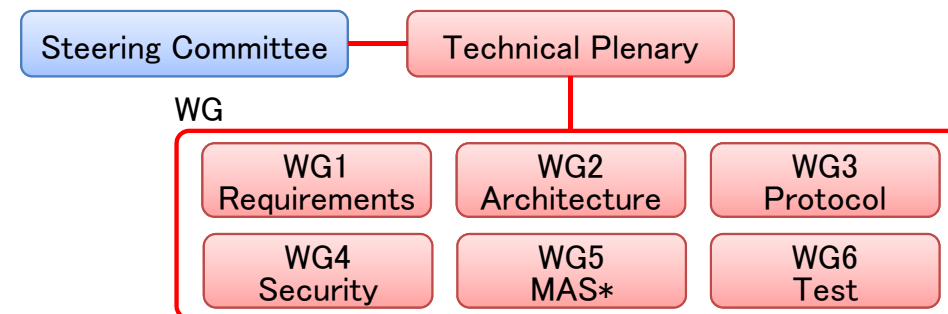 Steering Committee
Technical Plenary
WG
WG1
Requirements
WG2
Architecture
WG3
Protocol
WG4
Security
WG5
MAS*
WG6
Test